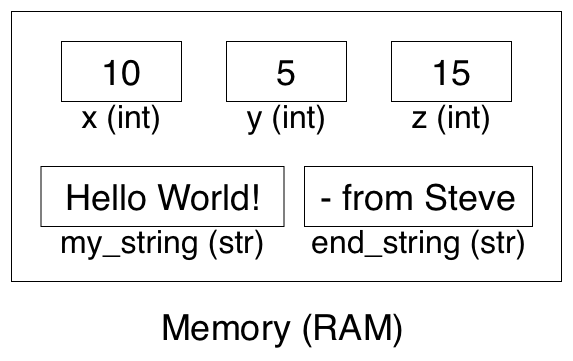 10 5 15
x (int) y (int) z (int)
Hello World! - from Steve
my_string (str) end_string (str)
Memory (RAM)